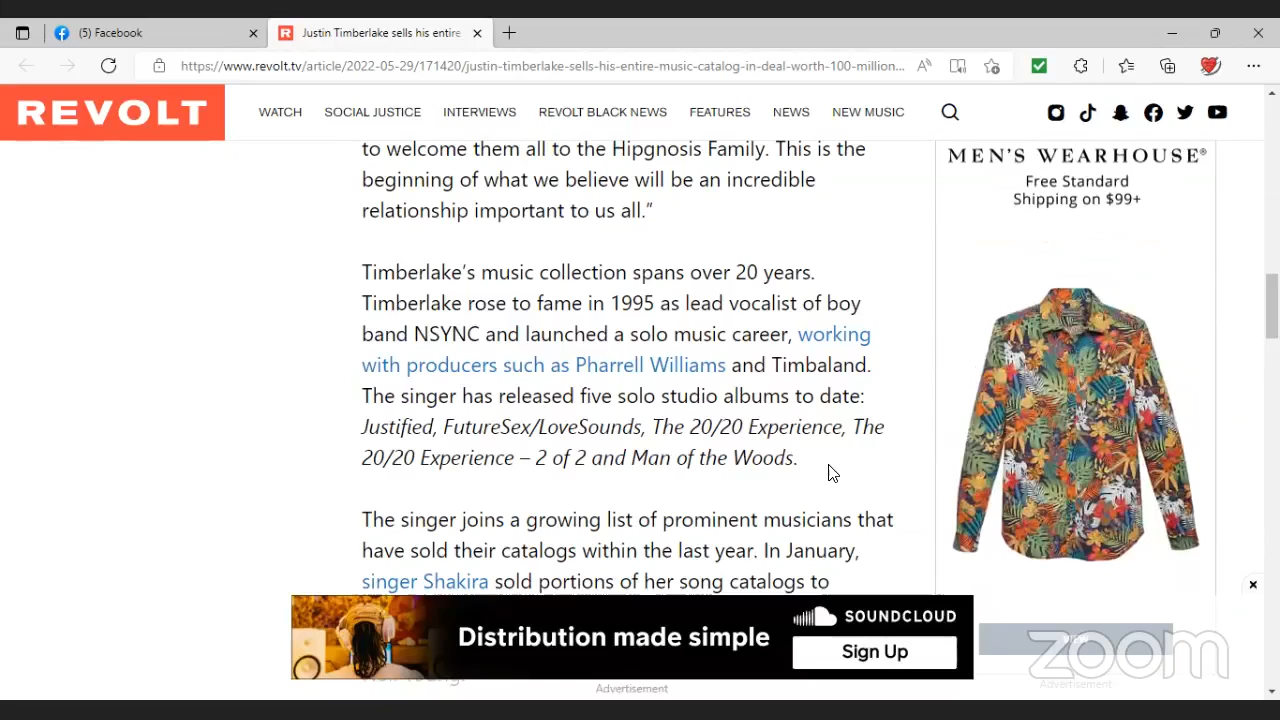 (5) Facebook
Justin Timberlake sells his entire
https://www.revolt.tv/article/2022-05-29/171420/justin-timberlake-sells-his-entire-music-catalog-in-deal-worth-100-million...
REVOLT
WATCH
SOCIAL JUSTICE
INTERVIEWS
REVOLT BLACK NEWS
FEATURES
NEWS
NEW MUSIC
to welcome them all to the Hipgnosis Family. This is the
beginning of what we believe will be an incredible
relationship important to us all.”
Timberlake’s music collection spans over 20 years.
Timberlake rose to fame in 1995 as lead vocalist of boy
band NSYNC and launched a solo music career, working
with producers such as Pharrell Williams and Timbaland.
The singer has released five solo studio albums to date:
Justified, FutureSex/LoveSounds, The 20/20 Experience, The
20/20 Experience – 2 of 2 and Man of the Woods.
The singer joins a growing list of prominent musicians that
have sold their catalogs within the last year. In January,
singer Shakira sold portions of her song catalogs to
MEN'S WEARHOUSE®
Free Standard
Shipping on $99+
Distribution made simple
SOUNDCLOUD
Sign Up
Advertisement
zoom
Advertisement